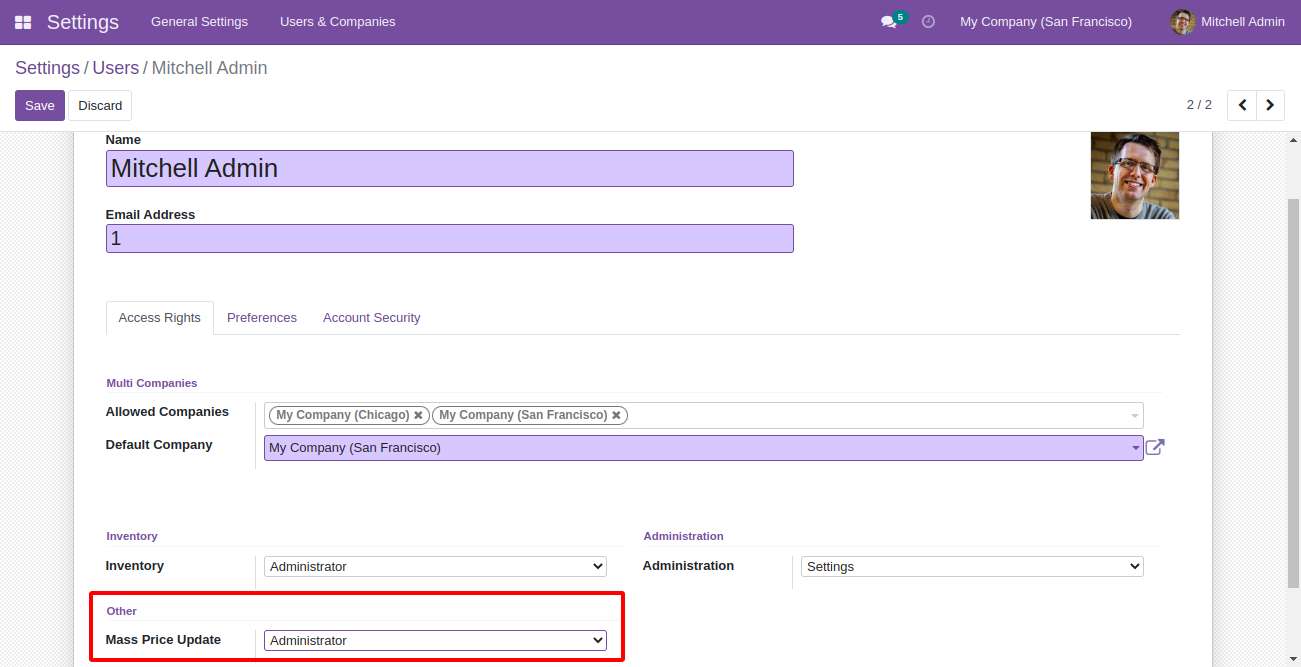 Settings General Settings Users & Companies 5 My Company (San Francisco) Mitchell Admin
Settings / Users / Mitchell Admin
Save Discard 2 / 2
Name
Mitchell Admin
Email Address
1
Access Rights Preferences Account Security
Multi Companies
Allowed Companies My Company (Chicago) ✖ My Company (San Francisco) ✖
Default Company My Company (San Francisco)
Inventory Administration
Inventory Administrator Administration Settings
Other
Mass Price Update Administrator